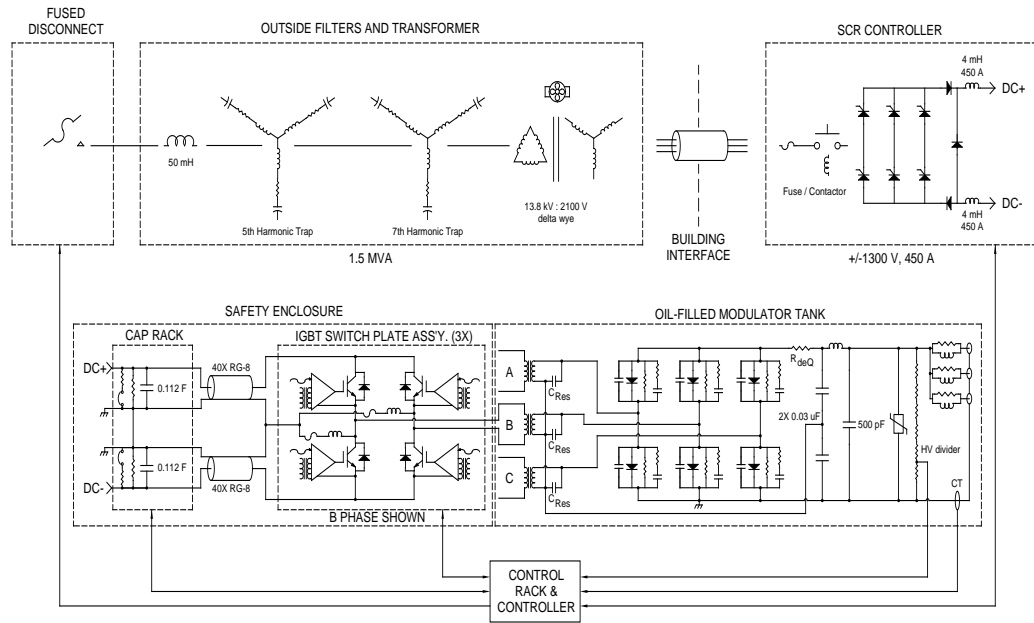 FUSED
DISCONNECT
OUTSIDE FILTERS AND TRANSFORMER
SCR CONTROLLER
4 mH
450 A
DC+
50 mH
Fuse / Contactor
13.8 kV : 2100 V
delta wye
DC-
4 mH
450 A
5th Harmonic Trap
7th Harmonic Trap
BUILDING
INTERFACE
1.5 MVA
+/-1300 V, 450 A
SAFETY ENCLOSURE
OIL-FILLED MODULATOR TANK
CAP RACK
IGBT SWITCH PLATE ASS'Y. (3X)
DC+
40X RG-8
0.112 F
A
CRes
RdeQ
B
CRes
2X 0.03 uF
500 pF
HV divider
0.112 F
C
CRes
DC-
40X RG-8
CT
B PHASE SHOWN
CONTROL
RACK &
CONTROLLER